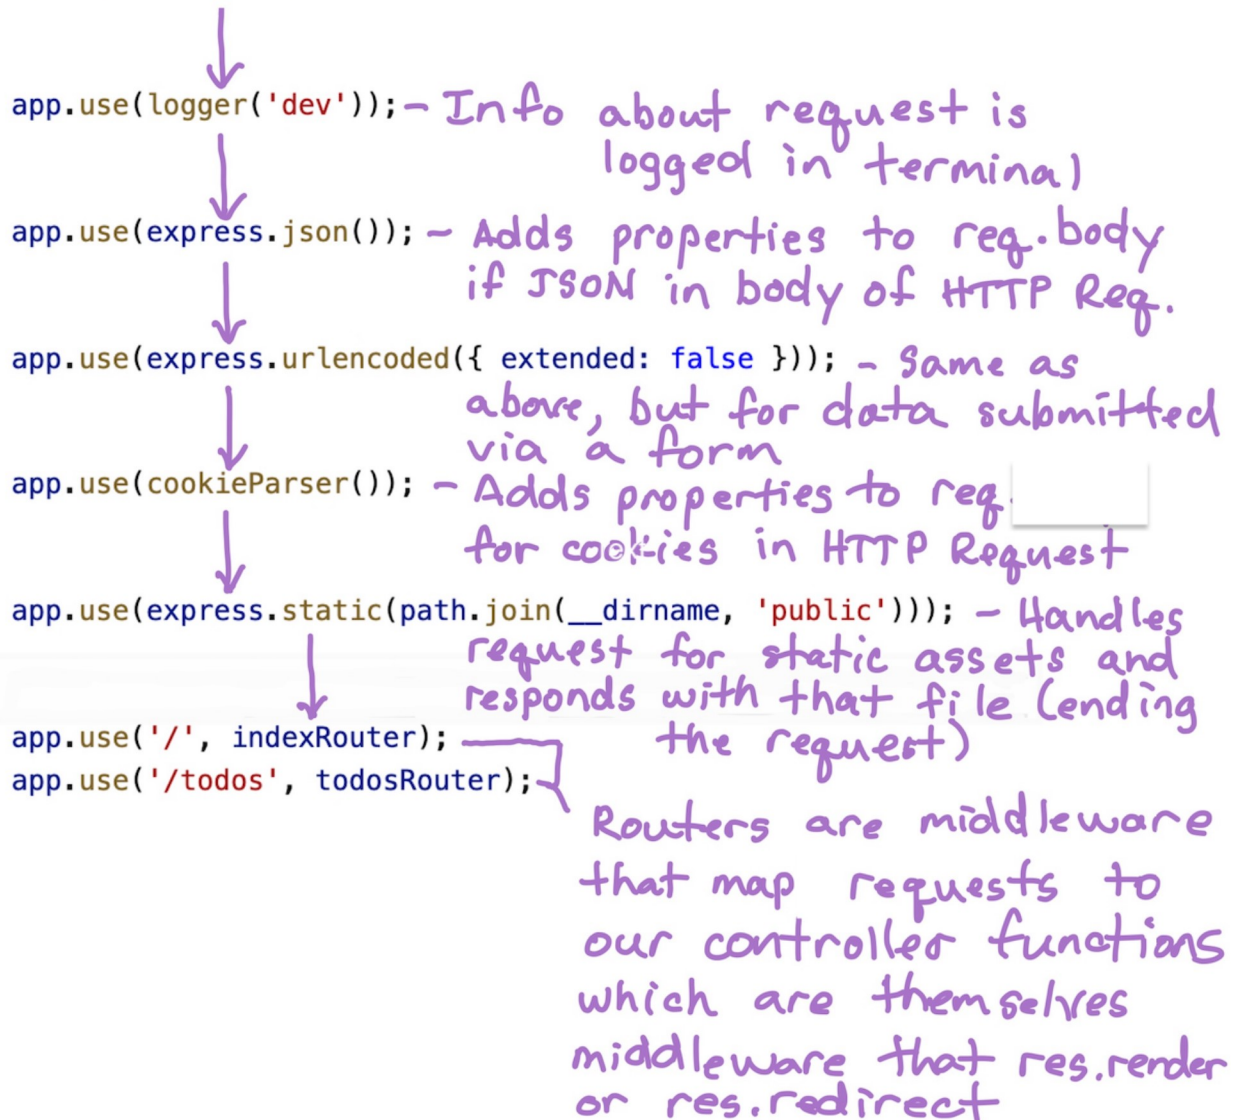 app.use(logger('dev')); - Info about request is
logged in terminal
app.use(express.json()); - Adds properties to req.body
if JSON in body of HTTP Req.
app.use(express.urlencoded({ extended: false })); - Same as
above, but for data submitted
via a form
app.use(cookieParser()); - Adds properties to req.
for cookies in HTTP Request
app.use(express.static(path.join(__dirname, 'public'))); - Handles
request for static assets and
responds with that file (ending
the request)
app.use('/', indexRouter);
app.use('/todos', todosRouter);
Routers are middleware
that map requests to
our controller functions
which are themselves
middleware that res.render
or res.redirect